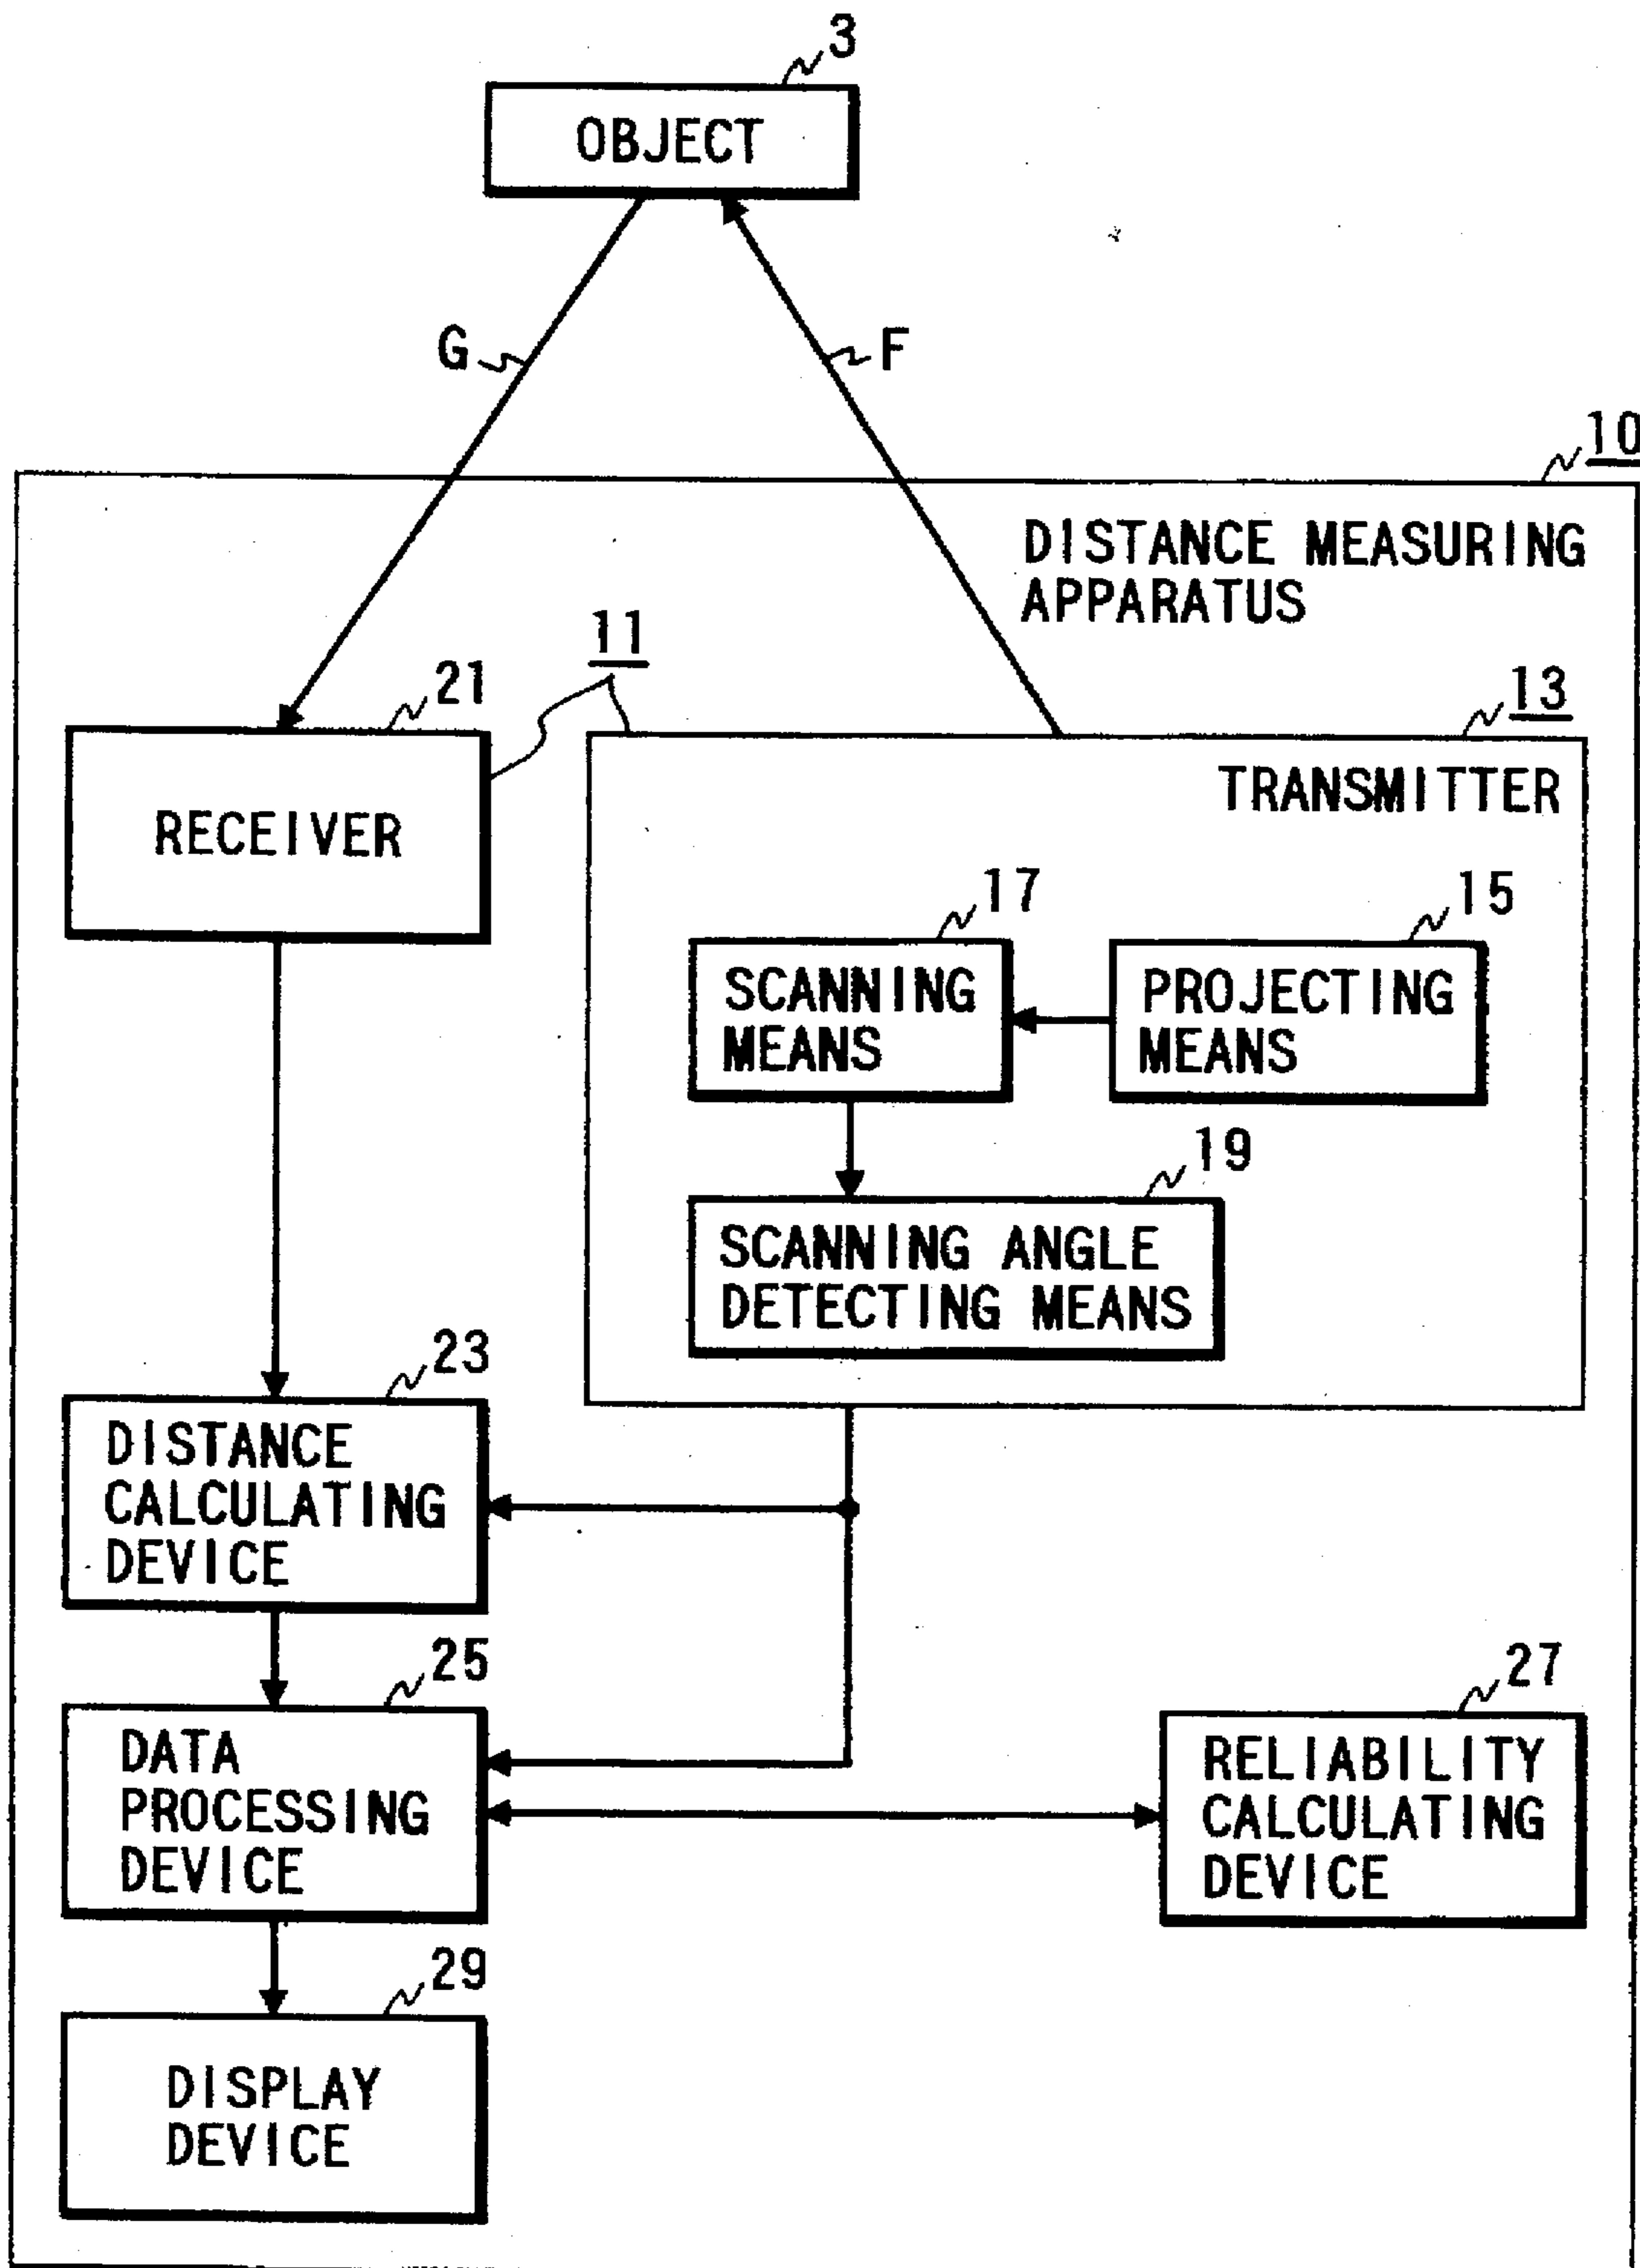 3
OBJECT
G
F
10
DISTANCE MEASURING
APPARATUS
11
21
13
RECEIVER
TRANSMITTER
17
15
SCANNING
MEANS
PROJECTING
MEANS
19
SCANNING ANGLE
DETECTING MEANS
23
DISTANCE
CALCULATING
DEVICE
25
27
DATA
PROCESSING
DEVICE
RELIABILITY
CALCULATING
DEVICE
29
DISPLAY
DEVICE